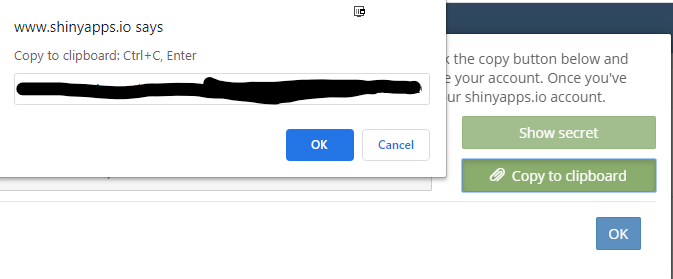 www.shinyapps.io says
Copy to clipboard: Ctrl+C, Enter
OK
Cancel
the copy button below and
your account. Once you've
shinyapps.io account.
Show secret
Copy to clipboard
OK